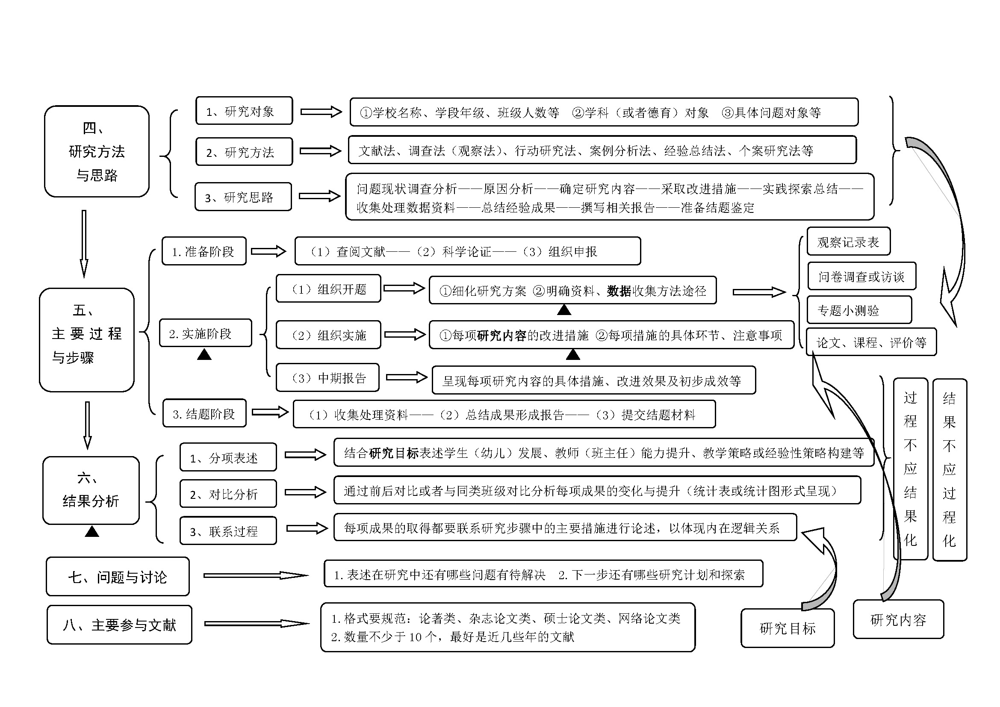 四、
研究方法
与思路
1、研究对象
①学校名称、学段年级、班级人数等 ②学科（或者德育）对象 ③具体问题对象等
2、研究方法
文献法、调查法（观察法）、行动研究法、案例分析法、经验总结法、个案研究法等
3、研究思路
问题现状调查分析——原因分析——确定研究内容——采取改进措施——实践探索总结——
收集处理数据资料——总结经验成果——撰写相关报告——准备结题鉴定
五、
主要过程
与步骤
1.准备阶段
（1）查阅文献——（2）科学论证——（3）组织申报
2.实施阶段
（1）组织开题
①细化研究方案 ②明确资料、数据收集方法途径
观察记录表
问卷调查或访谈
专题小测验
论文、课程、评价等
（2）组织实施
①每项研究内容的改进措施 ②每项措施的具体环节、注意事项
（3）中期报告
呈现每项研究内容的具体措施、改进效果及初步成效等
3.结题阶段
（1）收集处理资料——（2）总结成果形成报告——（3）提交结题材料
六、
结果分析
1、分项表述
结合研究目标表述学生（幼儿）发展、教师（班主任）能力提升、教学策略或经验性策略构建等
2、对比分析
通过前后对比或者与同类班级对比分析每项成果的变化与提升（统计表或统计图形式呈现）
3、联系过程
每项成果的取得都要联系研究步骤中的主要措施进行论述，以体现内在逻辑关系
过程不应结果化
结果不应过程化
七、问题与讨论
1.表述在研究中还有哪些问题有待解决 2.下一步还有哪些研究计划和探索
八、主要参与文献
1.格式要规范：论著类、杂志论文类、硕士论文类、网络论文类
2.数量不少于10个，最好是近几些年的文献
研究目标
研究内容